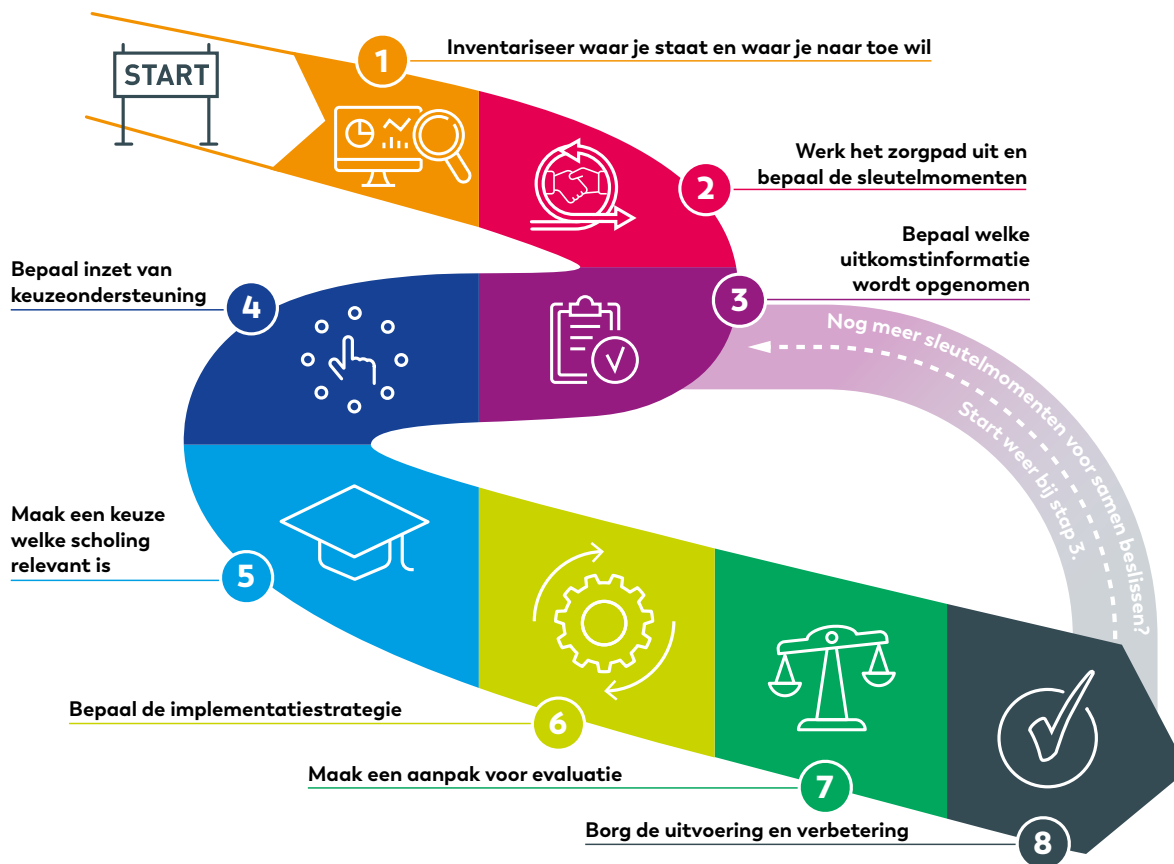 START
1
Inventariseer waar je staat en waar je naar toe wil
Werk het zorgpad uit en
bepaal de sleutelmomenten
2
Bepaal welke
uitkomstinformatie
wordt opgenomen
3
Bepaal inzet van
keuzeondersteuning
4
Nog meer sleutelmomenten voor samen beslissen?
Start weer bij stap 3.
Maak een keuze
welke scholing
relevant is
5
Bepaal de implementatiestrategie
6
Maak een aanpak voor evaluatie
7
Borg de uitvoering en verbetering
8